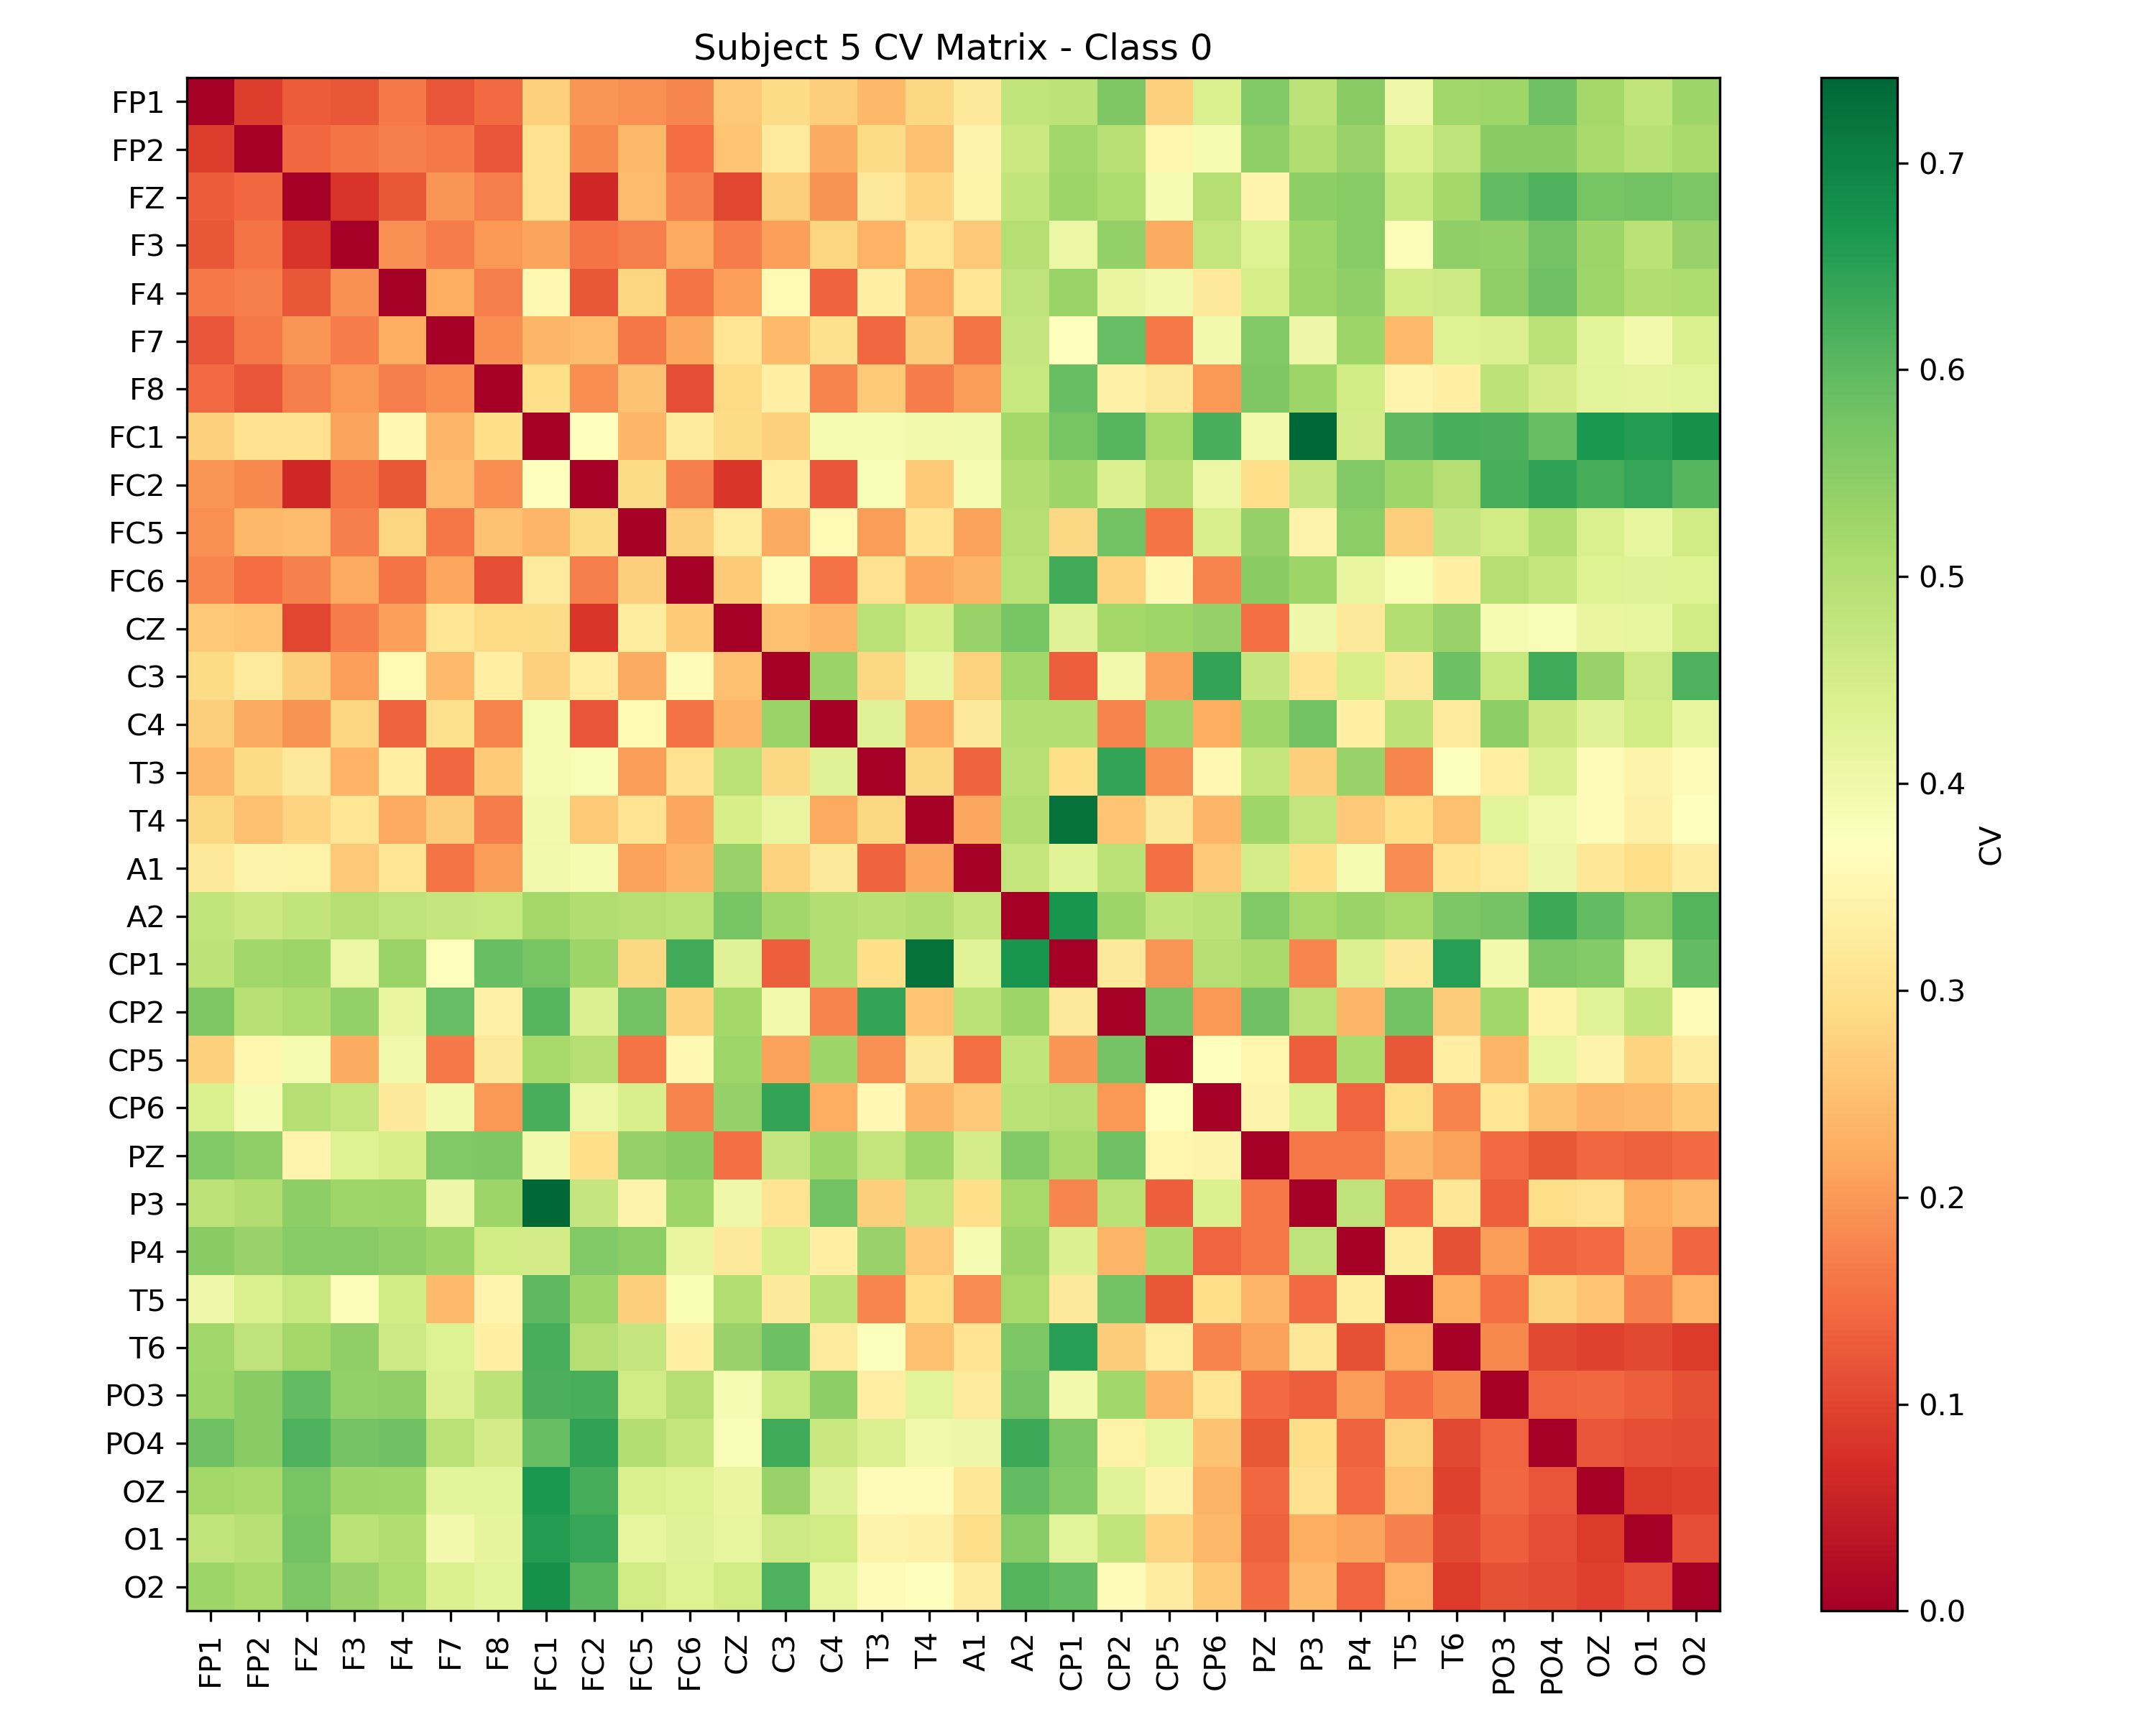 Subject 5 CV Matrix - Class 0
FP1
FP2
FZ
F3
F4
F7
F8
FC1
FC2
FC5
FC6
CZ
C3
C4
T3
T4
A1
A2
CP1
CP2
CP5
CP6
PZ
P3
P4
T5
T6
PO3
PO4
OZ
O1
O2
FP1 FP2 FZ F3 F4 F7 F8 FC1 FC2 FC5 FC6 CZ C3 C4 T3 T4 A1 A2 CP1 CP2 CP5 CP6 PZ P3 P4 T5 T6 PO3 PO4 OZ O1 O2
0.7
0.6
0.5
0.4
0.3
0.2
0.1
0.0
CV